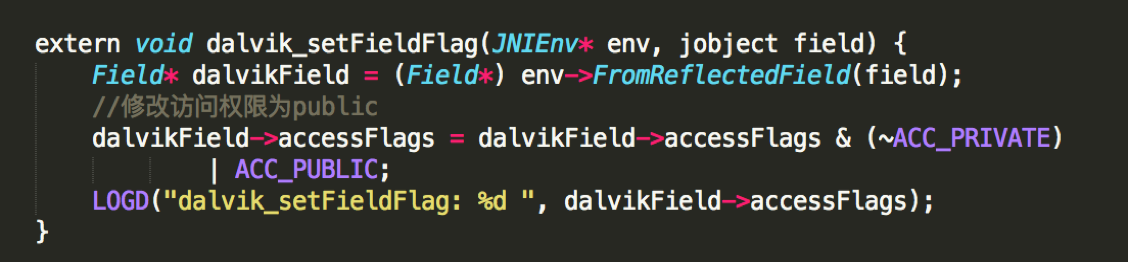 extern void dalvik_setFieldFlag(JNIEnv* env, jobject field) {
Field* dalvikField = (Field*) env->FromReflectedField(field);
//修改访问权限为public
dalvikField->accessFlags = dalvikField->accessFlags & (~ACC_PRIVATE)
| ACC_PUBLIC;
LOGD("dalvik_setFieldFlag: %d ", dalvikField->accessFlags);
}